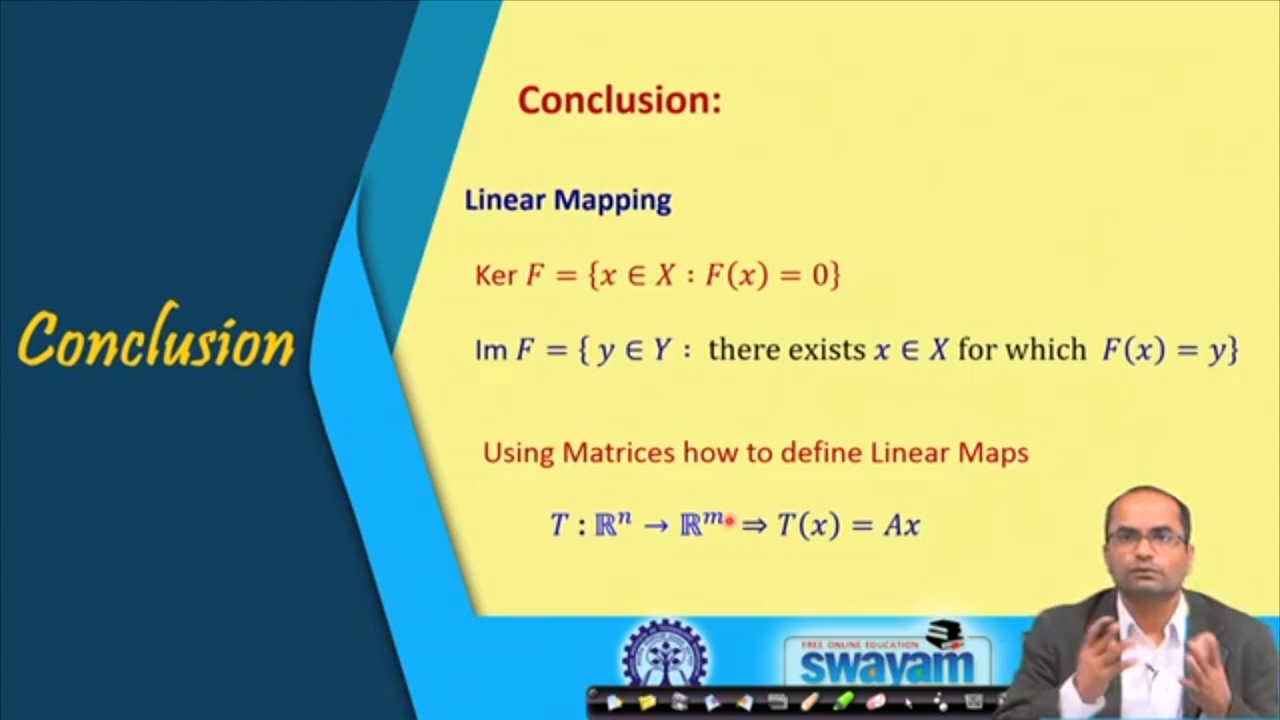 Conclusion:
Linear Mapping
Ker F = {x ∈ X : F(x) = 0}
Im F = { y ∈ Y : there exists x ∈ X for which F(x) = y}
Conclusion
Using Matrices how to define Linear Maps
T : ℝⁿ → ℝᵐ ⇒ T(x) = Ax
FREE ONLINE EDUCATION
swayam